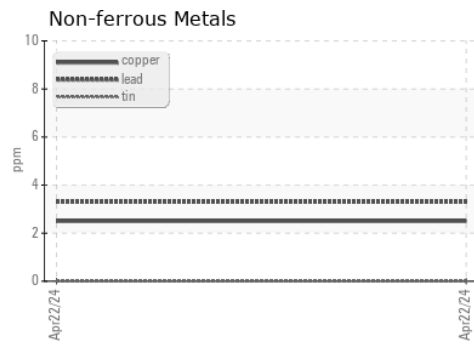 Non-ferrous Metals
10
copper
lead
tin
8
6
ppm
4
2
0
Apr22/24
Apr22/24